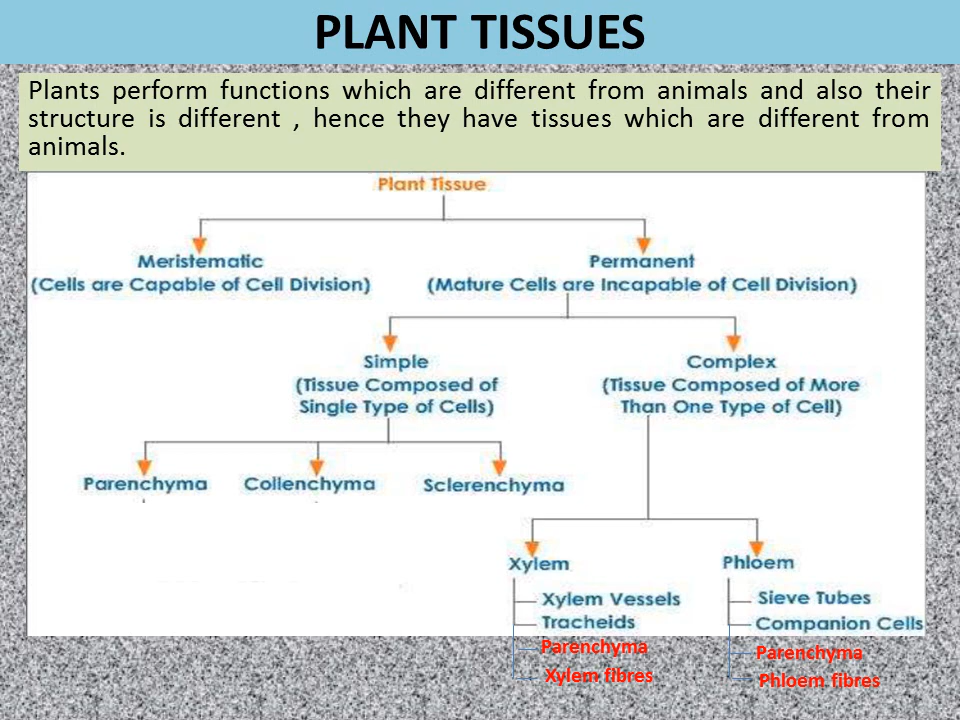 PLANT TISSUES
Plants perform functions which are different from animals and also their
structure is different , hence they have tissues which are different from
animals.
Plant Tissue
Meristematic
(Cells are Capable of Cell Division)
Permanent
(Mature Cells are Incapable of Cell Division)
Simple
(Tissue Composed of
Single Type of Cells)
Complex
(Tissue Composed of More
Than One Type of Cell)
Parenchyma
Collenchyma
Sclerenchyma
Xylem
Xylem Vessels
Tracheids
Parenchyma
Xylem fibres
Phloem
Sieve Tubes
Companion Cells
Parenchyma
Phloem fibres